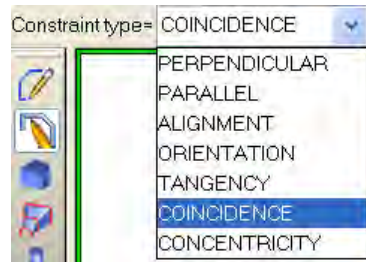 Constraint type= COINCIDENCE
PERPENDICULAR
PARALLEL
ALIGNMENT
ORIENTATION
TANGENCY
COINCIDENCE
CONCENTRICITY